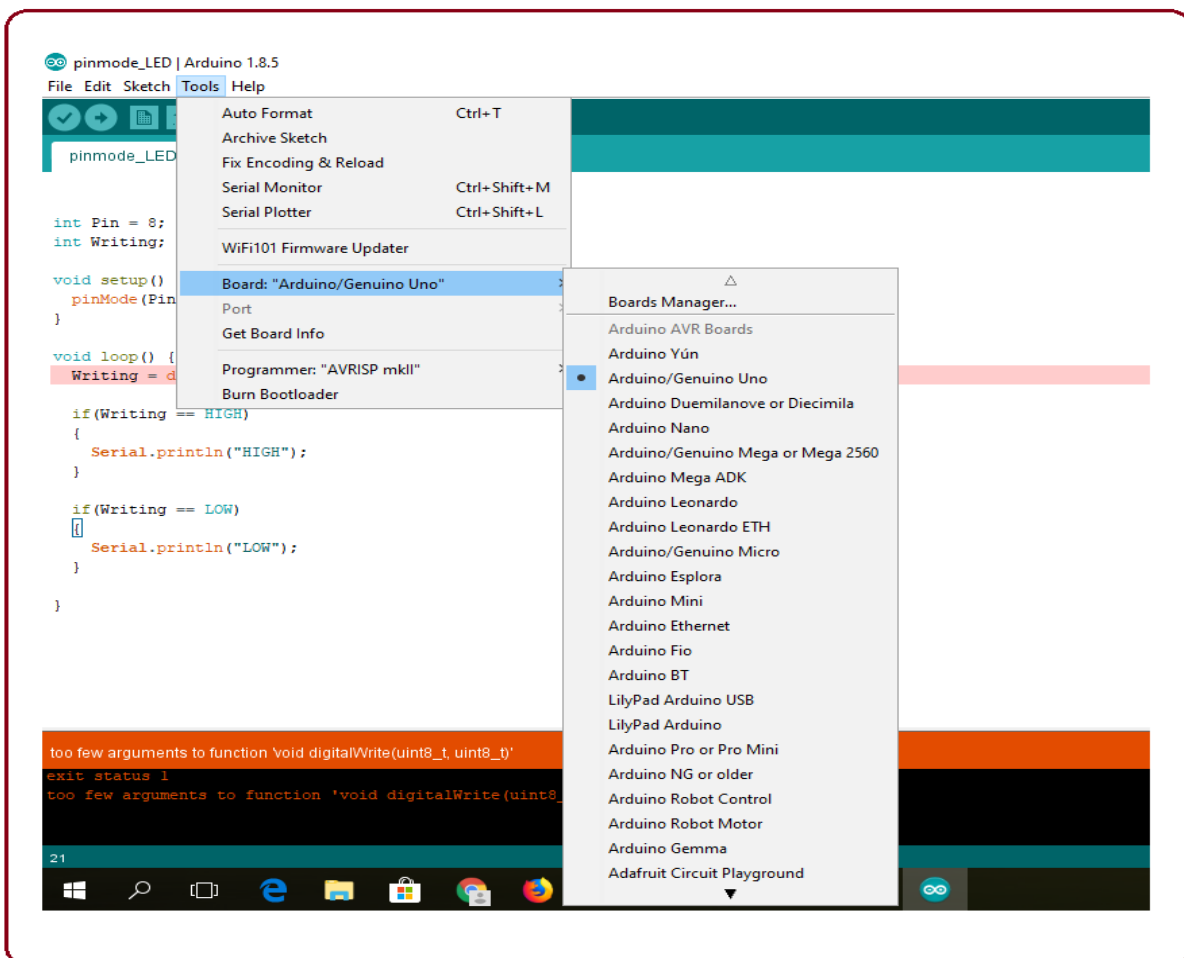 pinmode_LED | Arduino 1.8.5
File Edit Sketch Tools Help
Auto Format Ctrl+T
Archive Sketch
pinmode_LED
Fix Encoding & Reload
Serial Monitor Ctrl+Shift+M
Serial Plotter Ctrl+Shift+L
WiFi101 Firmware Updater
Board: "Arduino/Genuino Uno"
Port
Get Board Info
Programmer: "AVRISP mkII"
Burn Bootloader
Boards Manager...
Arduino AVR Boards
Arduino Yún
Arduino/Genuino Uno
Arduino Duemilanove or Diecimila
Arduino Nano
Arduino/Genuino Mega or Mega 2560
Arduino Mega ADK
Arduino Leonardo
Arduino Leonardo ETH
Arduino/Genuino Micro
Arduino Esplora
Arduino Mini
Arduino Ethernet
Arduino Fio
Arduino BT
LilyPad Arduino USB
LilyPad Arduino
Arduino Pro or Pro Mini
Arduino NG or older
Arduino Robot Control
Arduino Robot Motor
Arduino Gemma
Adafruit Circuit Playground
int Pin = 8;
int Writing;
void setup()
pinMode(Pin
}
void loop() {
Writing = d
if(Writing == HIGH)
{
Serial.println("HIGH");
}
if(Writing == LOW)
{
Serial.println("LOW");
}
}
too few arguments to function 'void digitalWrite(uint8_t, uint8_t)'
exit status 1
too few arguments to function 'void digitalWrite(uint8_
21